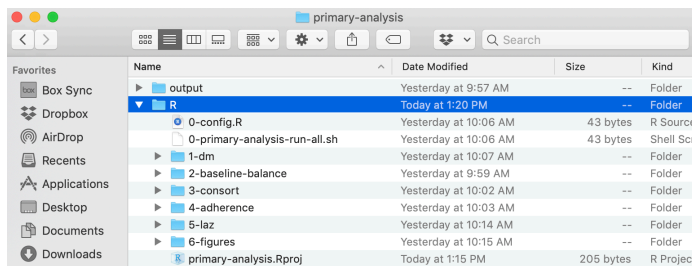 primary-analysis
Search
Favorites
Name Date Modified Size Kind
output Yesterday at 9:57 AM -- Folder
box Box Sync
R Today at 1:20 PM -- Folder
Dropbox
0-config.R Yesterday at 10:06 AM 43 bytes R Source
AirDrop
0-primary-analysis-run-all.sh Yesterday at 10:06 AM 43 bytes Shell Scr
Recents
1-dm Yesterday at 10:07 AM -- Folder
Applications
2-baseline-balance Yesterday at 9:59 AM -- Folder
3-consort Yesterday at 10:02 AM -- Folder
Desktop
4-adherence Yesterday at 10:03 AM -- Folder
Documents
5-laz Yesterday at 10:14 AM -- Folder
6-figures Yesterday at 10:15 AM -- Folder
Downloads
R primary-analysis.Rproj Today at 1:15 PM 205 bytes R Projec